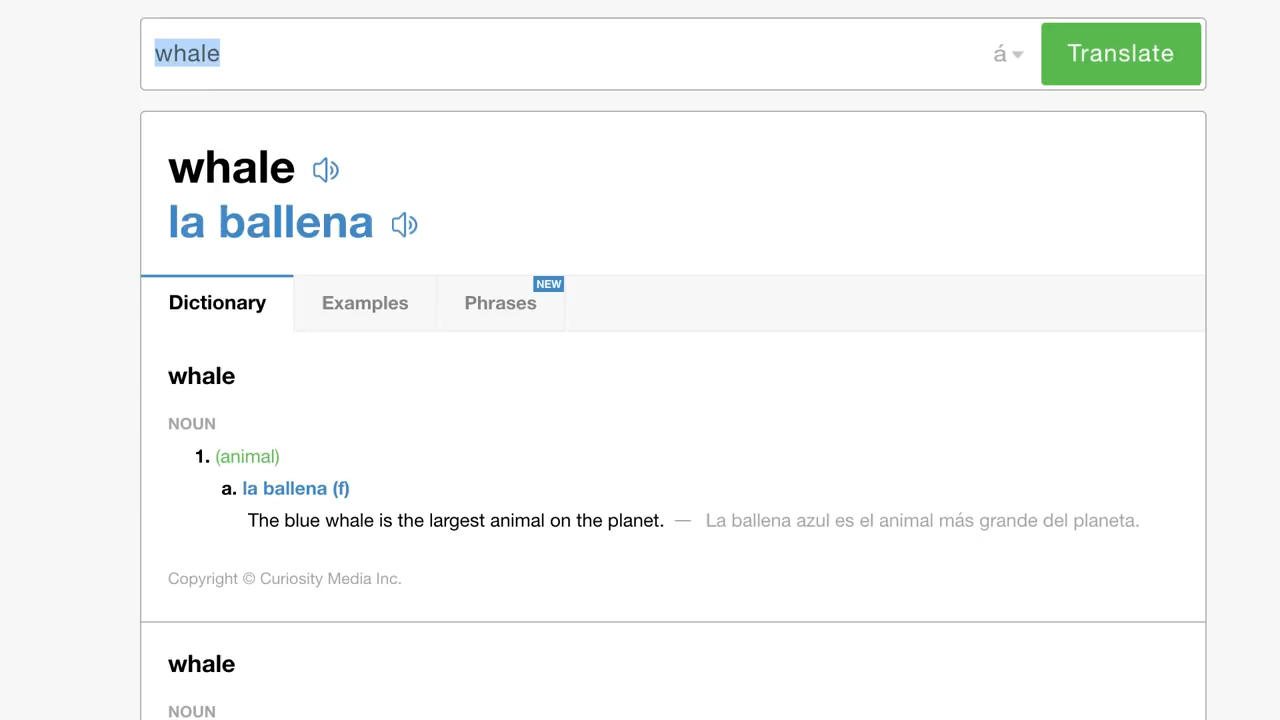 whale á Translate
whale
la ballena
NEW
Dictionary Examples Phrases
whale
NOUN
1. (animal)
a. la ballena (f)
The blue whale is the largest animal on the planet. — La ballena azul es el animal más grande del planeta.
Copyright © Curiosity Media Inc.
whale
NOUN